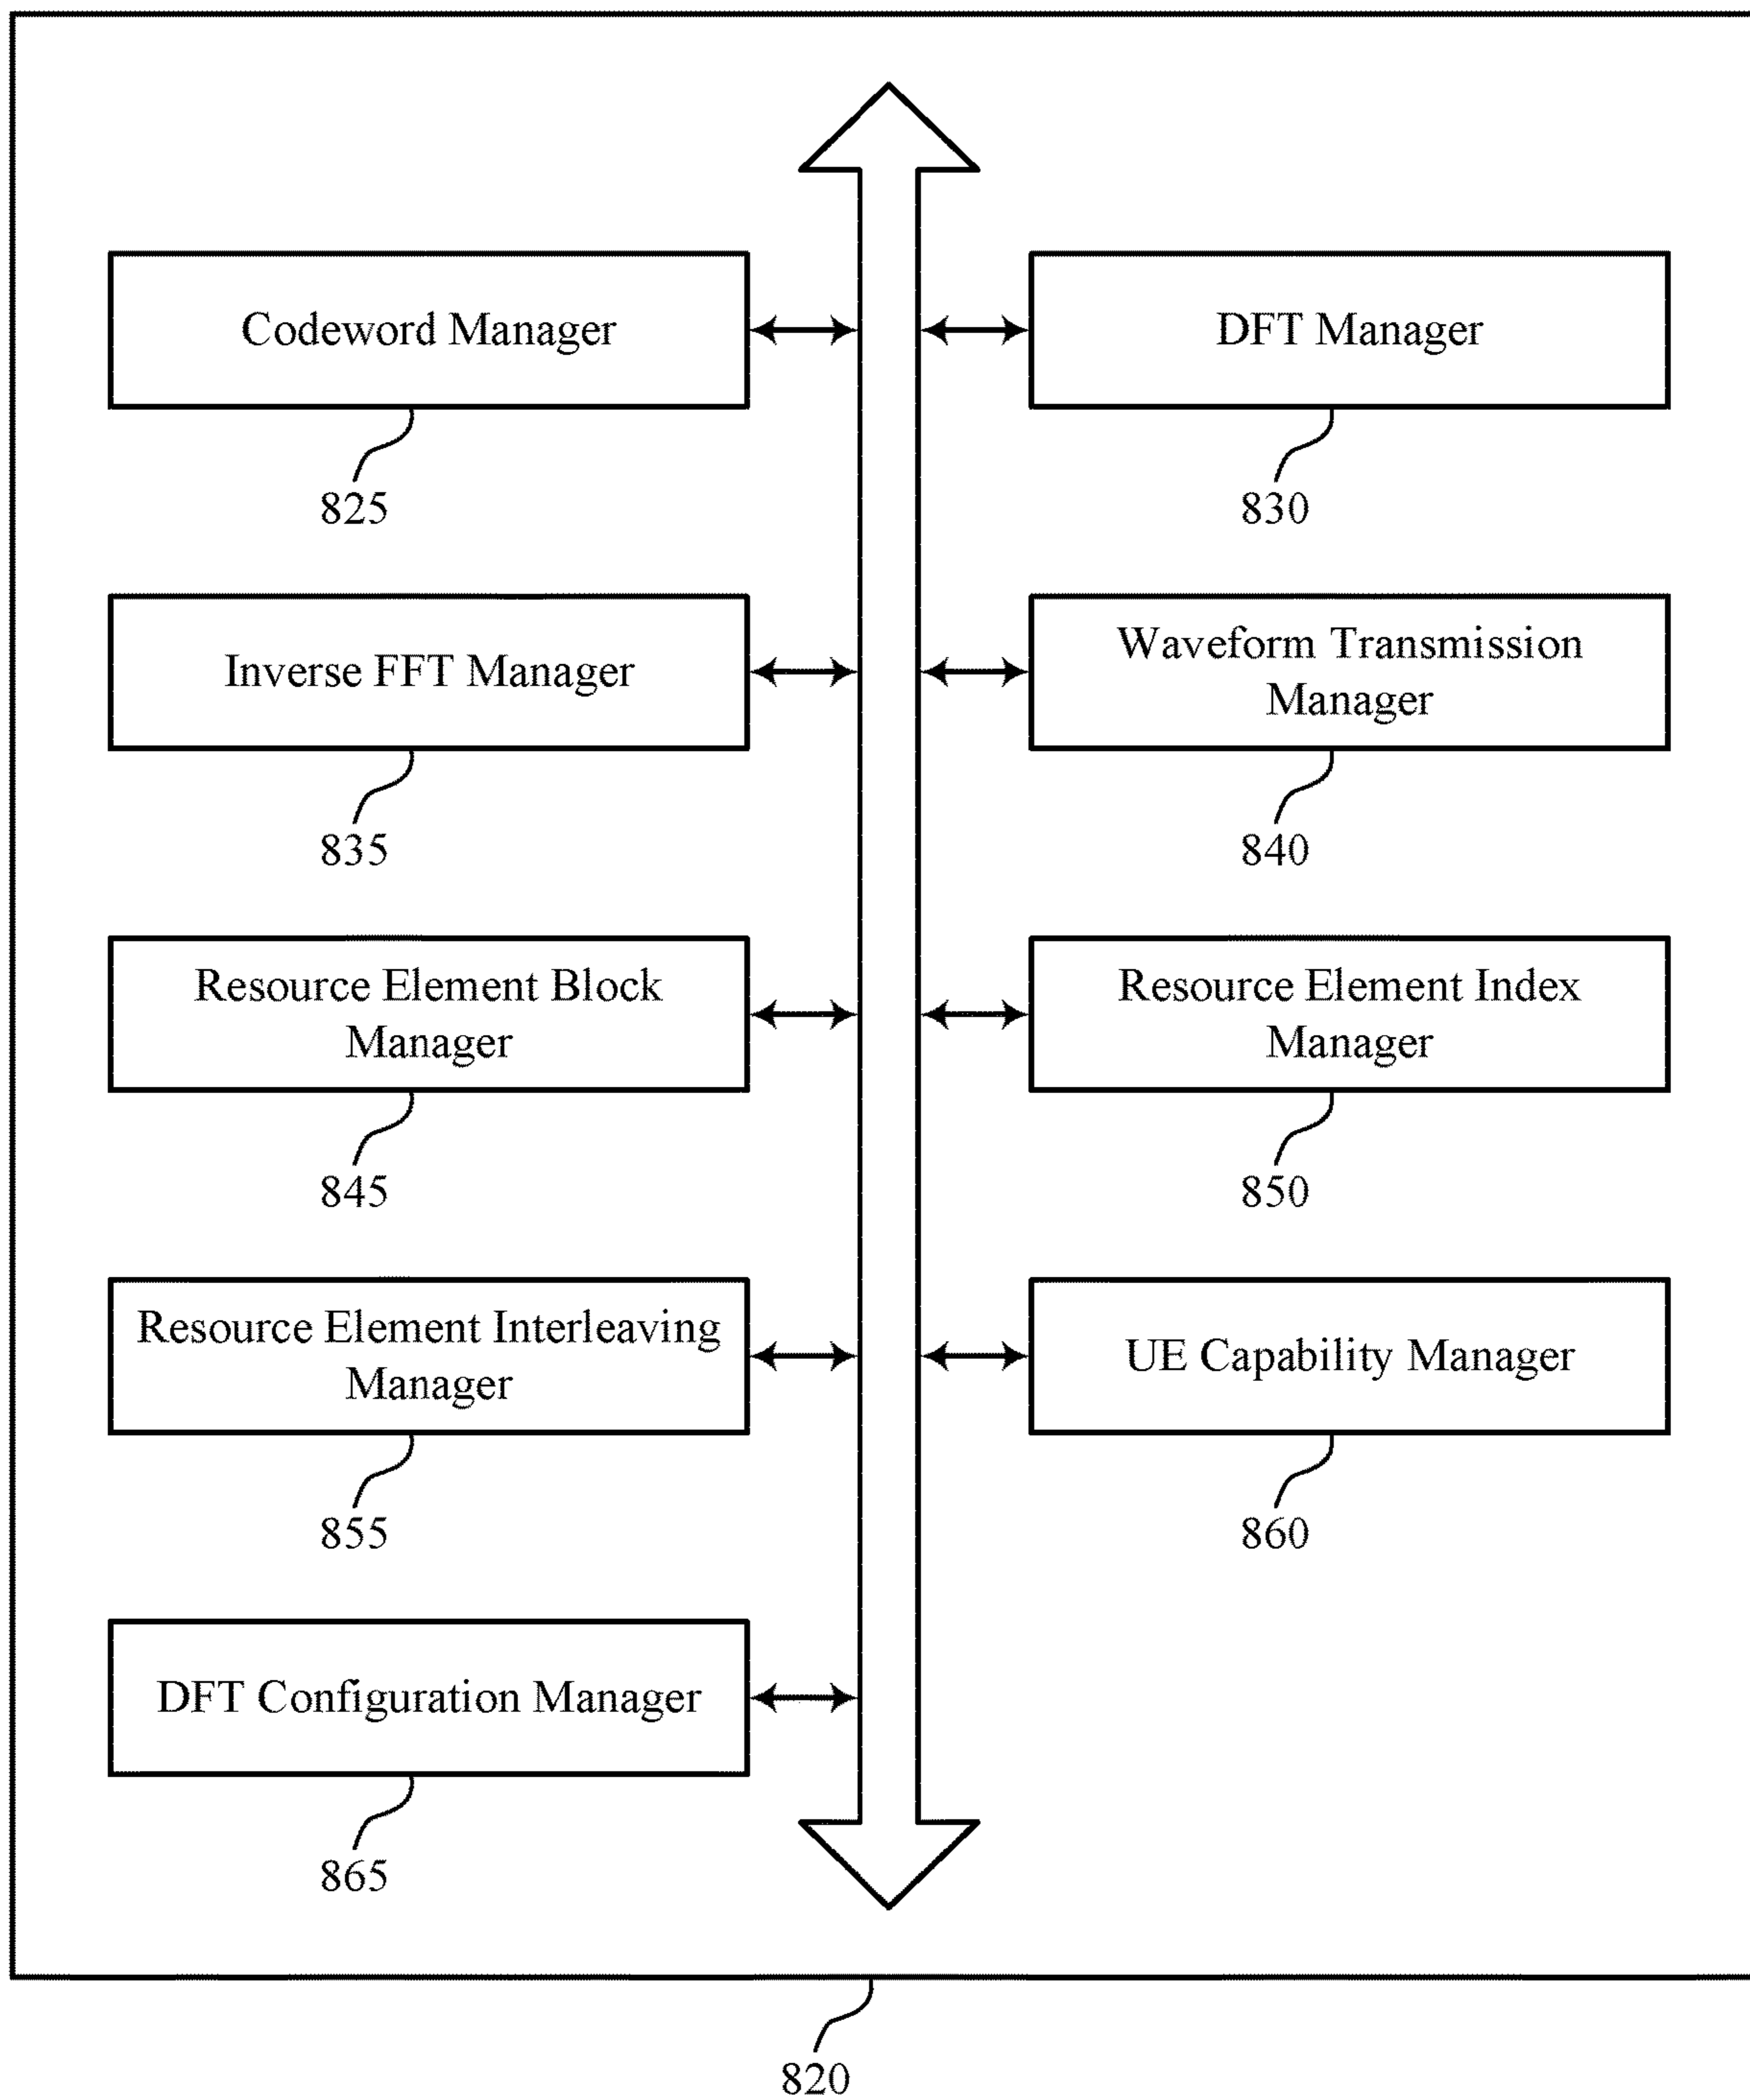 Codeword Manager
DFT Manager
825
830
Inverse FFT Manager
Waveform Transmission
Manager
835
840
Resource Element Block
Manager
Resource Element Index
Manager
845
850
Resource Element Interleaving
Manager
UE Capability Manager
855
860
DFT Configuration Manager
865
820